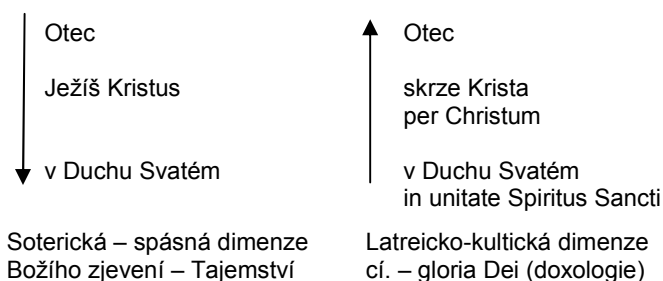 Otec
Ježíš Kristus
v Duchu Svatém
Soterická – spásná dimenze
Božího zjevení – Tajemství
Otec
skrze Krista
per Christum
v Duchu Svatém
in unitate Spiritus Sancti
Latreicko-kultická dimenze
cí. – gloria Dei (doxologie)